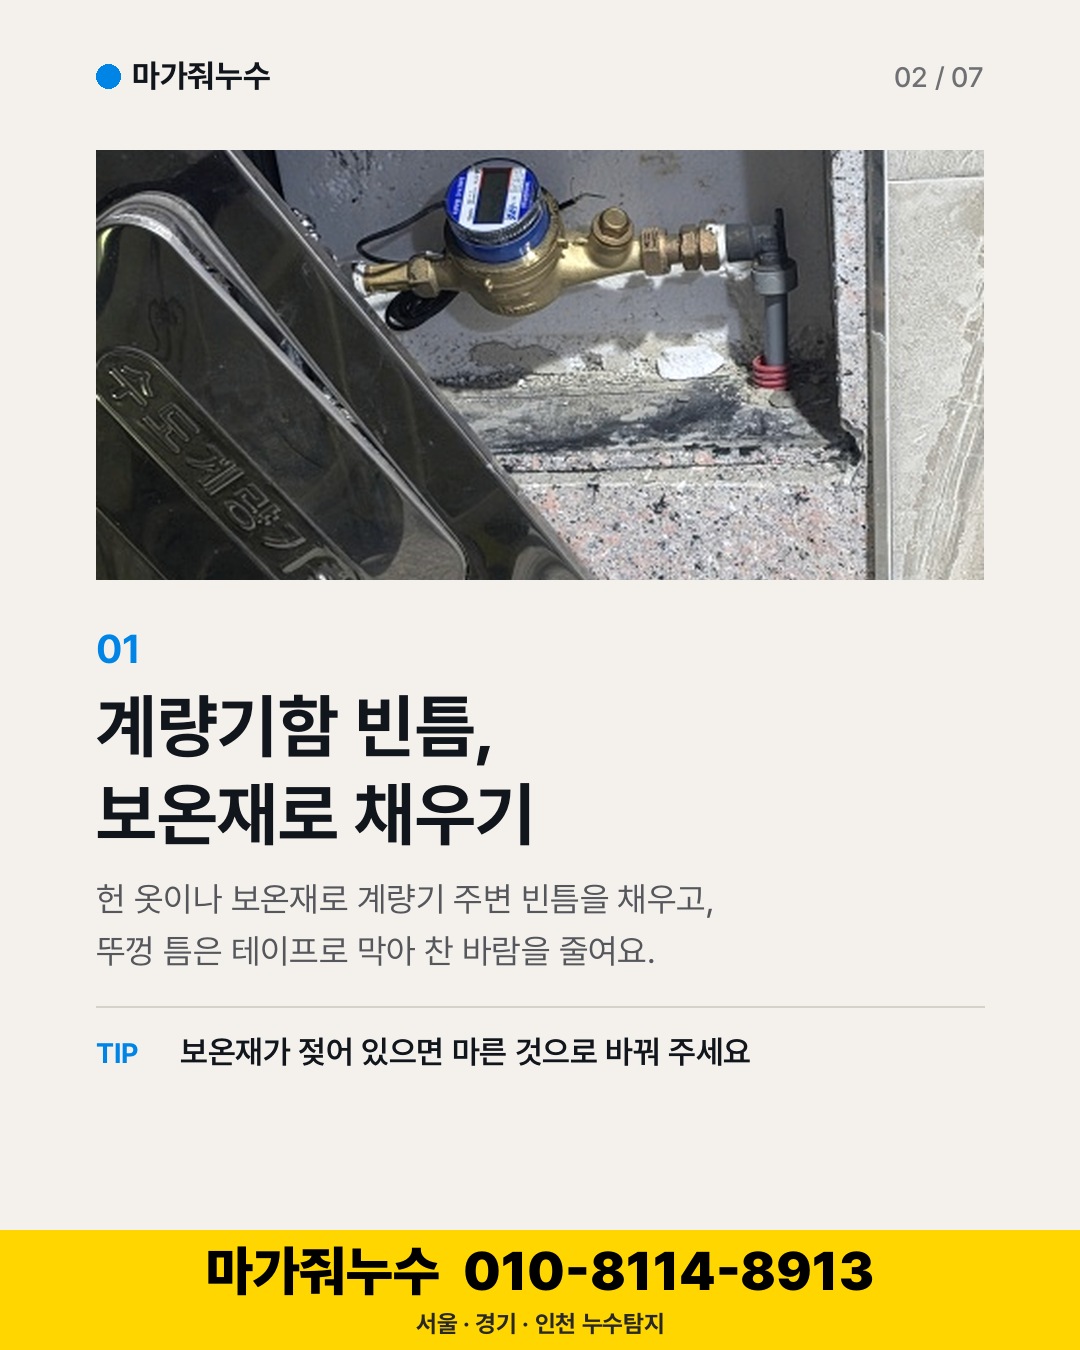 마가줘누수
02 / 07
수도계량기
01
계량기함 빈틈,
보온재로 채우기
헌 옷이나 보온재로 계량기 주변 빈틈을 채우고,
뚜껑 틈은 테이프로 막아 찬 바람을 줄여요.
TIP 보온재가 젖어 있으면 마른 것으로 바꿔 주세요
마가줘누수 010-8114-8913
서울 · 경기 · 인천 누수탐지